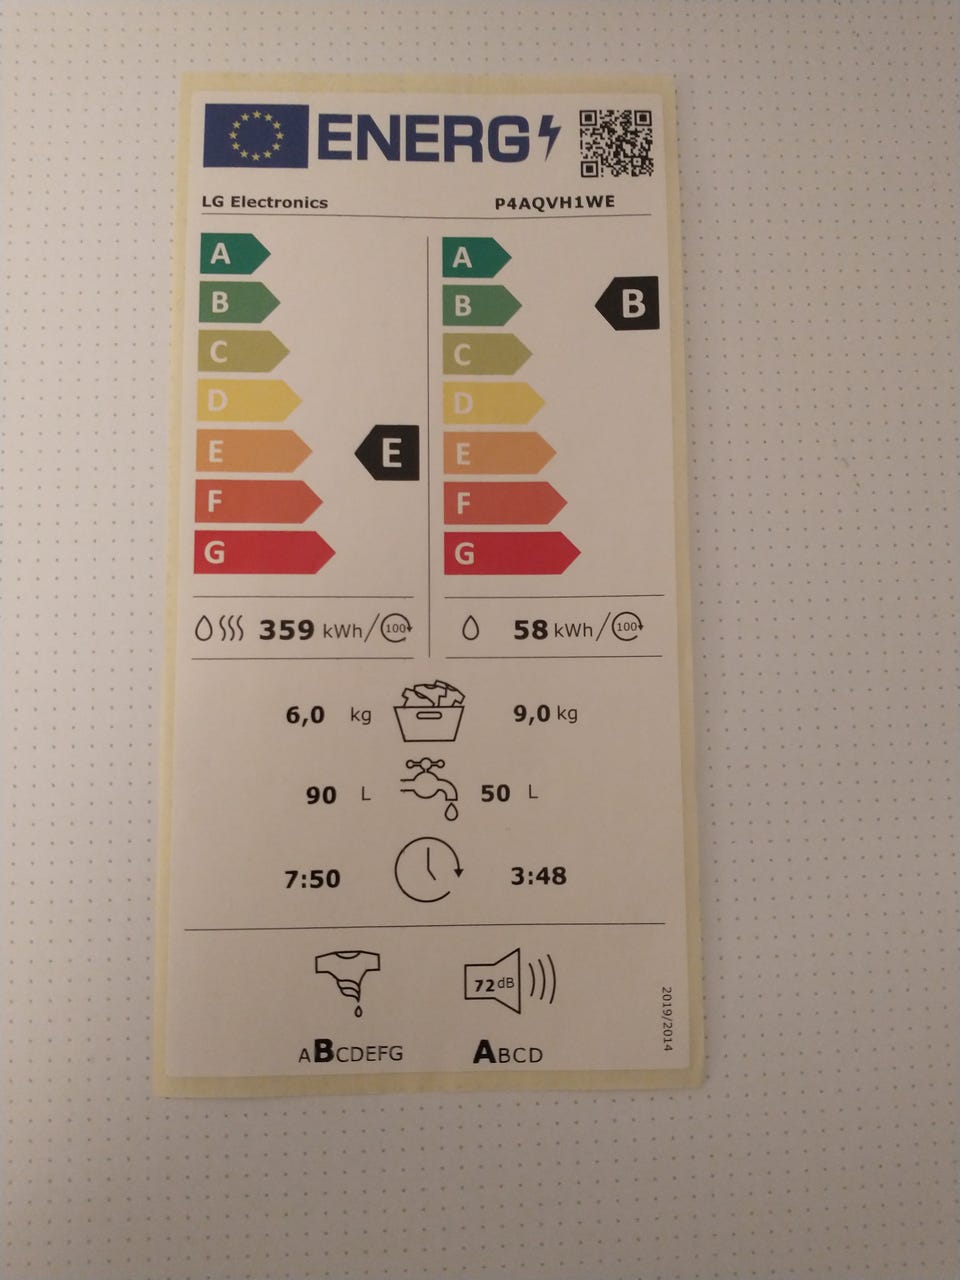 ENERG
LG Electronics P4AQVH1WE
A A
B B B
C C
D D
E E E
F F
G G
359 kWh/100 58 kWh/100
6,0 kg 9,0 kg
90 L 50 L
7:50 3:48
72dB
ABCDEFG ABCD
2019/2014